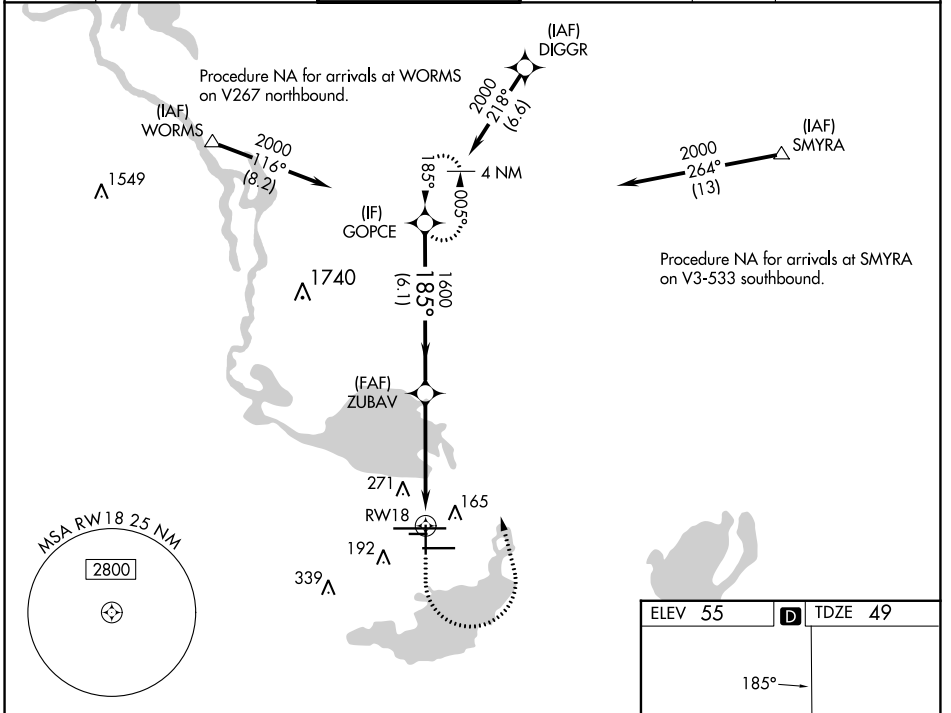 (IAF)
DIGGR
Procedure NA for arrivals at WORMS
on V267 northbound.
2000
218°
(6.6)
(IAF)
WORMS
2000
116°
(8.2)
(IAF)
SMYRA
2000
264°
(13)
1549
185°
4 NM
005°
(IF)
GOPCE
Procedure NA for arrivals at SMYRA
on V3-533 southbound.
1740
1600
185°
(6.1)
(FAF)
ZUBAV
271
165
RW18
192
339
MSA RW18 25 NM
2800
ELEV 55
D
TDZE 49
185°